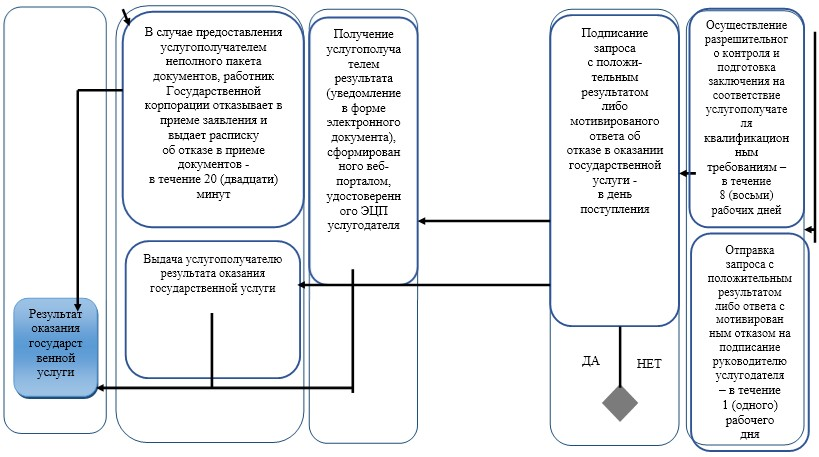 В случае предоставления
услугополучателем
неполного пакета
документов, работник
Государственной
корпорации отказывает в
приеме заявления и
выдает расписку
об отказе в приеме
документов -
в течение 20 (двадцати)
минут
Выдача услугополучателю
результата оказания
государственной услуги
Результат
оказания
государст
венной
услуги
Получение
услугополуча
телем
результата
(уведомление
в форме
электронного
документа),
сформирован
ного веб-
порталом,
удостоверен
ного ЭЦП
услугодателя
Подписание
запроса
с положи-
тельным
результатом
либо
мотивированого
ответа об
отказе в оказании
государственной
услуги -
в день
поступления
ДА
НЕТ
Осуществление
разрешительног
о контроля и
подготовка
заключения на
соответствие
услугополучате
ля
квалификацион
ным
требованиям –
в течение
8 (восьми)
рабочих дней
Отправка
запроса с
положительным
результатом
либо ответа с
мотивирован
ным отказом на
подписание
руководителю
услугодателя
– в течение
1 (одного)
рабочего
дня